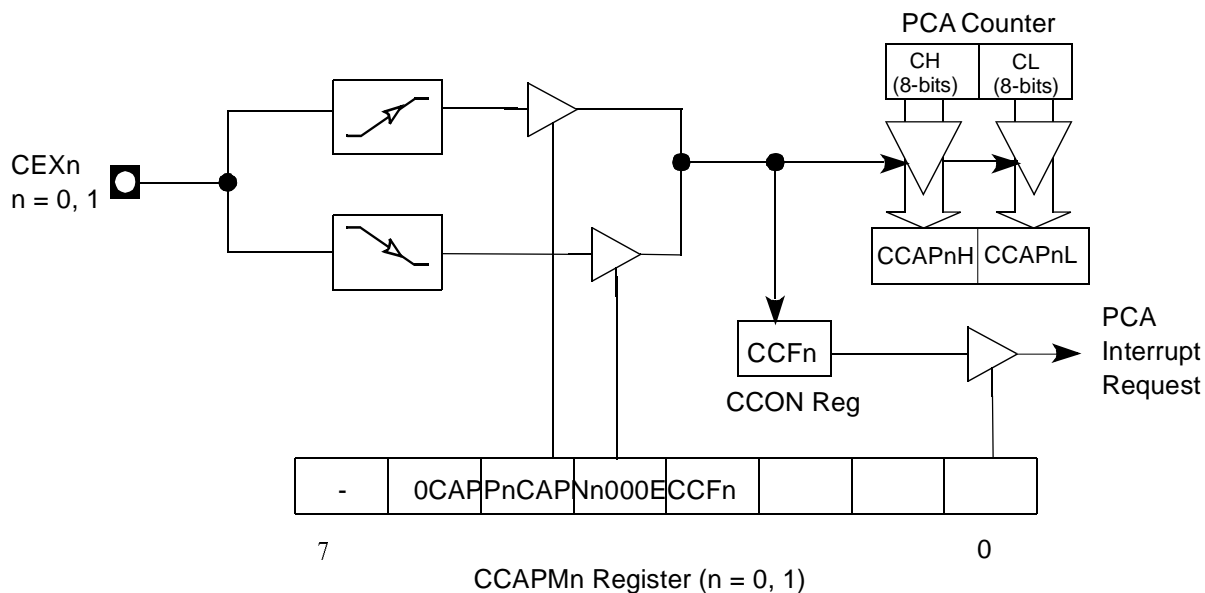 PCA Counter
CH
(8-bits)
CL
(8-bits)
CEXn
n = 0, 1
CCAPnH
CCAPnL
CCFn
CCON Reg
PCA
Interrupt
Request
-
0CAPPnCAPNn000ECCFn
7
0
CCAPMn Register (n = 0, 1)